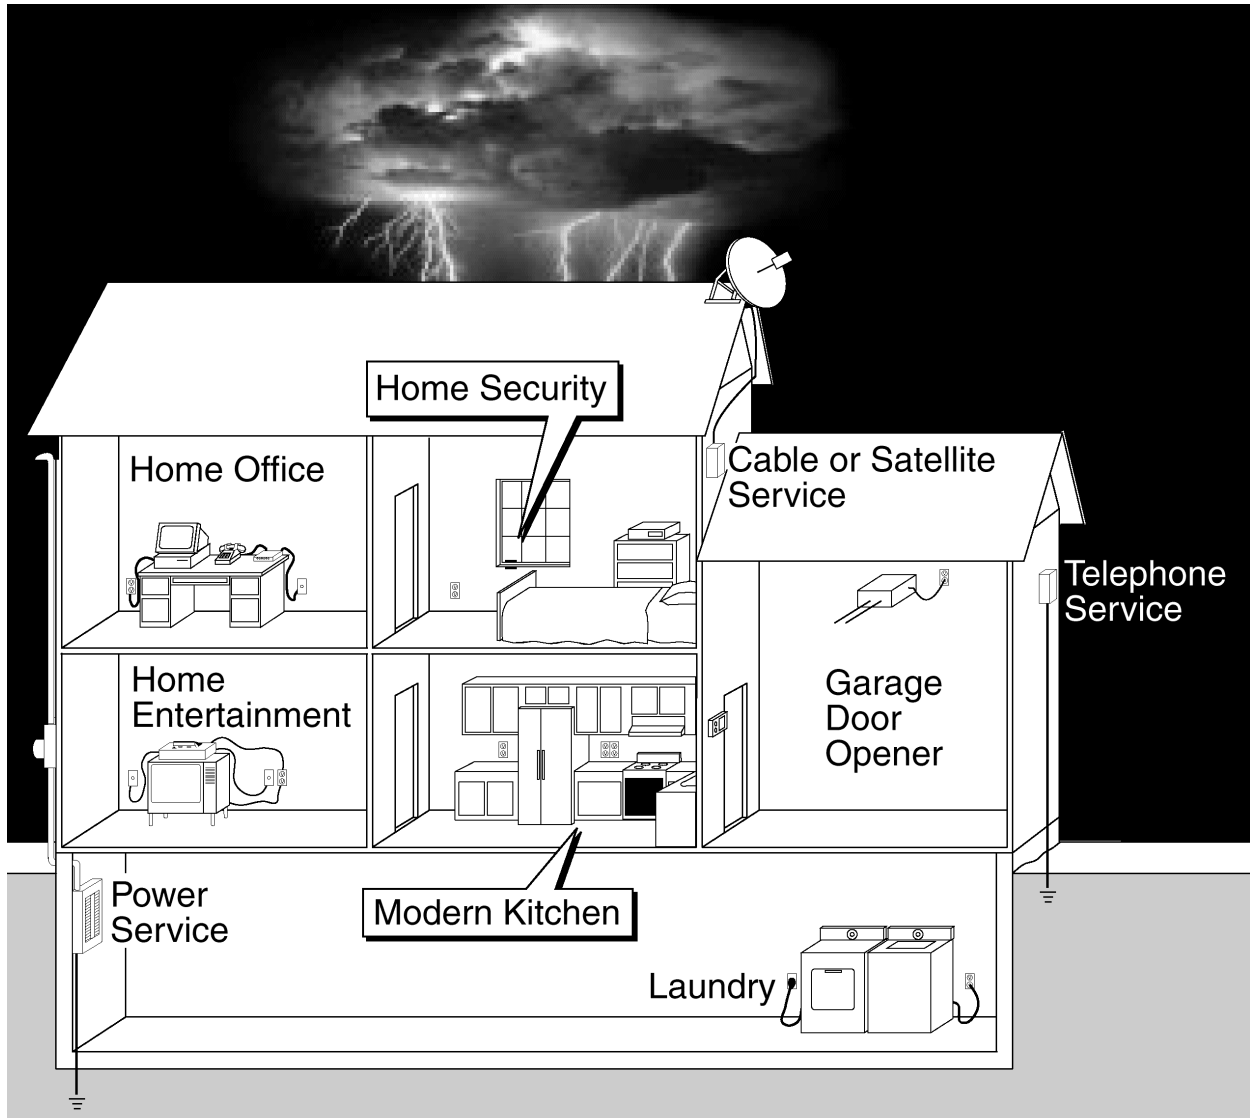 Home Security
Home Office
Cable or Satellite
Service
Telephone
Service
Home
Entertainment
Garage
Door
Opener
Power
Service
Modern Kitchen
Laundry